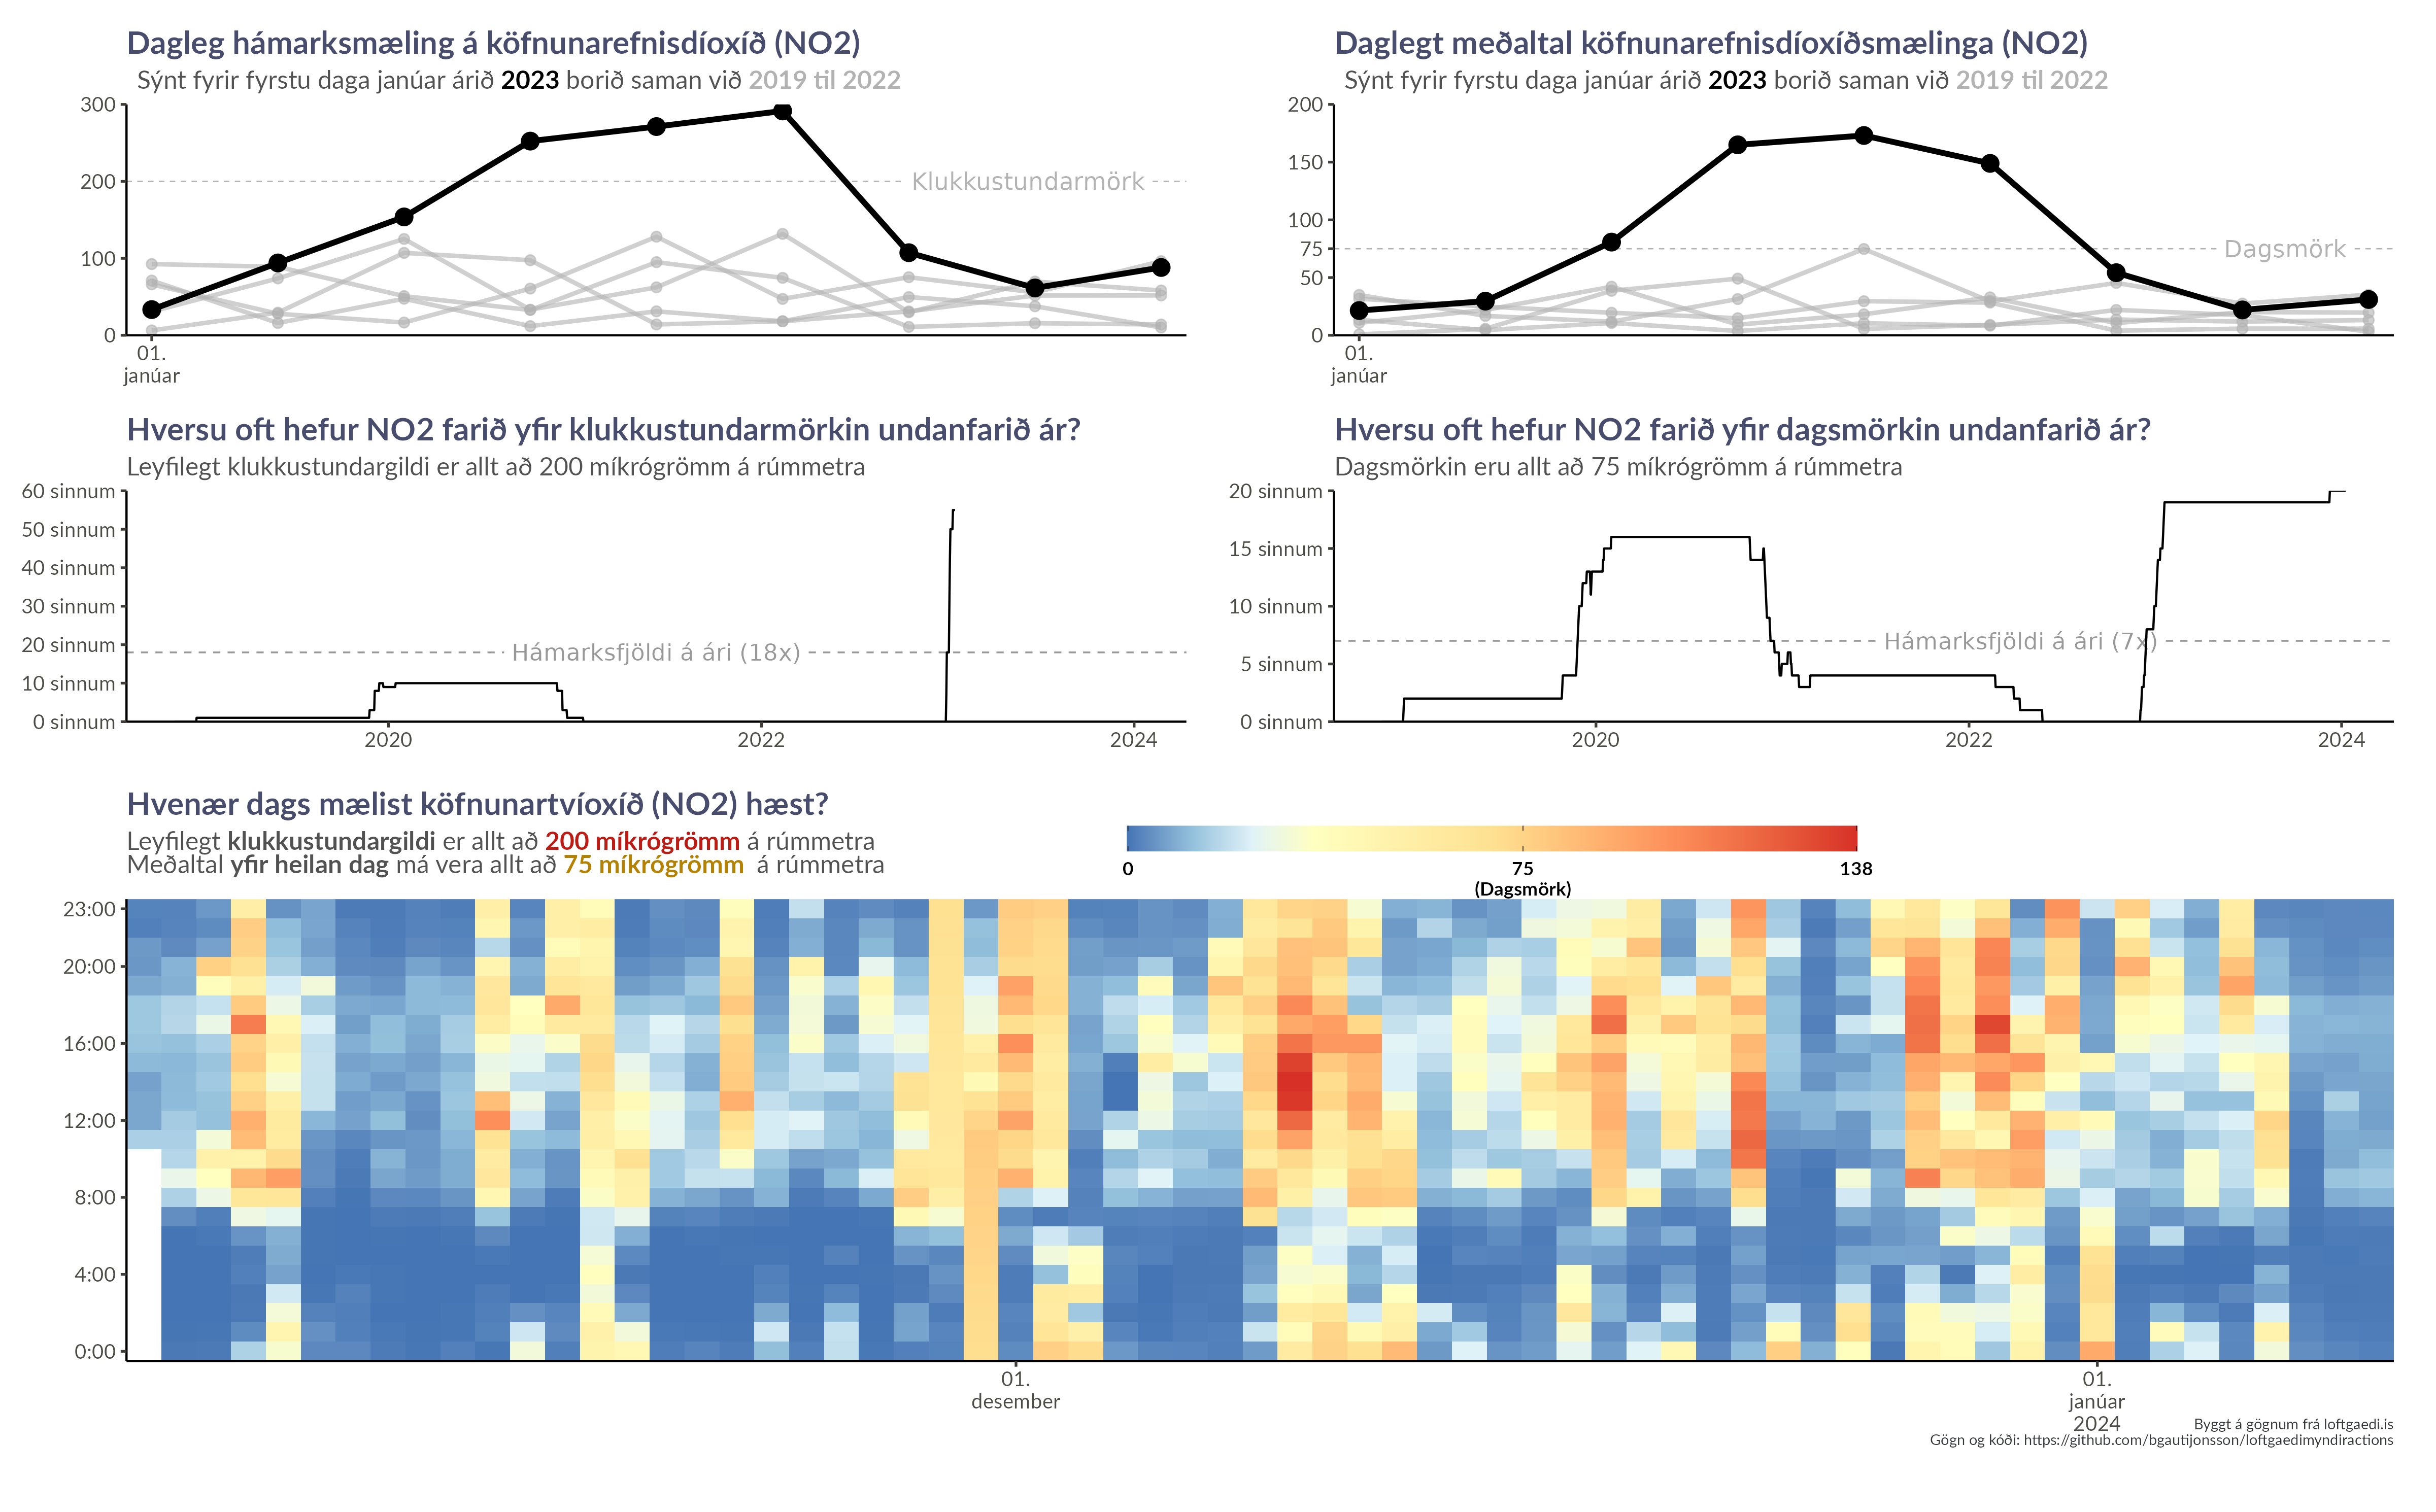 Dagleg hámarksmæling á köfnunarefnisdíoxíð (NO2)
Sýnt fyrir fyrstu daga janúar árið 2023 borið saman við 2019 til 2022
300
200
100
0
Klukkustundarmörk
01.
janúar
Daglegt meðaltal köfnunarefnisdíoxíðsmælinga (NO2)
Sýnt fyrir fyrstu daga janúar árið 2023 borið saman við 2019 til 2022
200
150
100
75
50
0
Dagsmörk
01.
janúar
Hversu oft hefur NO2 farið yfir klukkustundarmörkin undanfarið ár?
Leyfilegt klukkustundargildi er allt að 200 míkrógrömm á rúmmetra
60 sinnum
50 sinnum
40 sinnum
30 sinnum
20 sinnum
10 sinnum
0 sinnum
Hámarksfjöldi á ári (18x)
2020
2022
2024
Hversu oft hefur NO2 farið yfir dagsmörkin undanfarið ár?
Dagsmörkin eru allt að 75 míkrógrömm á rúmmetra
20 sinnum
15 sinnum
10 sinnum
5 sinnum
0 sinnum
Hámarksfjöldi á ári (7x)
2020
2022
2024
Hvenær dags mælist köfnunartvíoxíð (NO2) hæst?
Leyfilegt klukkustundargildi er allt að 200 míkrógrömm á rúmmetra
Meðaltal yfir heilan dag má vera allt að 75 míkrógrömm á rúmmetra
0
75
(Dagsmörk)
138
23:00
20:00
16:00
12:00
8:00
4:00
0:00
01.
desember
01.
janúar
2024
Byggt á gögnum frá loftgaedi.is
Gögn og kóði: https://github.com/bgautijonsson/loftgaedimyndiractions